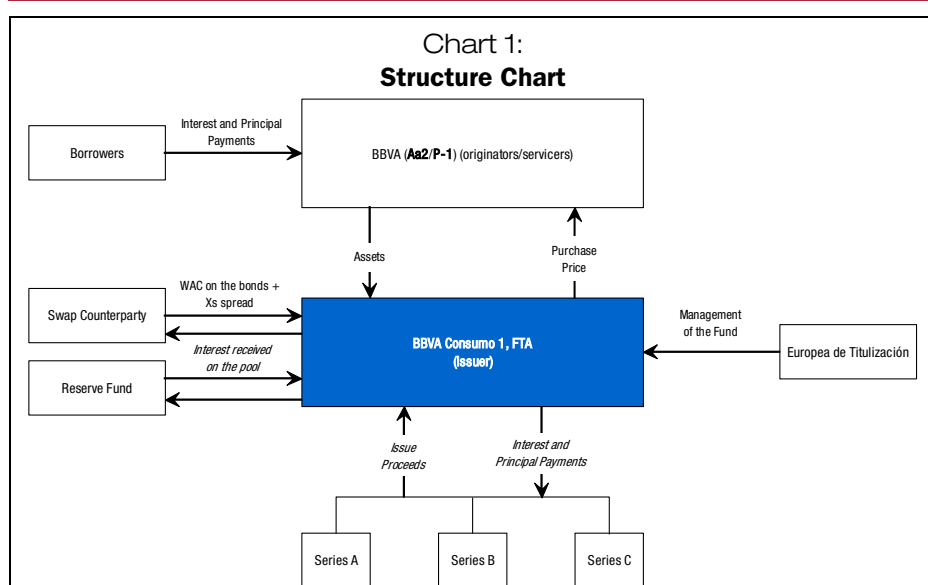 Chart 1:
Structure Chart
Interest and Principal
Payments
Borrowers
BBVA (Aa2/P-1) (originators/servicers)
Assets
Purchase
Price
WAC on the bonds +
Xs spread
Swap Counterparty
Interest received
on the pool
Reserve Fund
BBVA Consumo 1, FTA
(issuer)
Management
of the Fund
Europea de Titulización
Issue
Proceeds
Interest and
Principal Payments
Series A
Series B
Series C